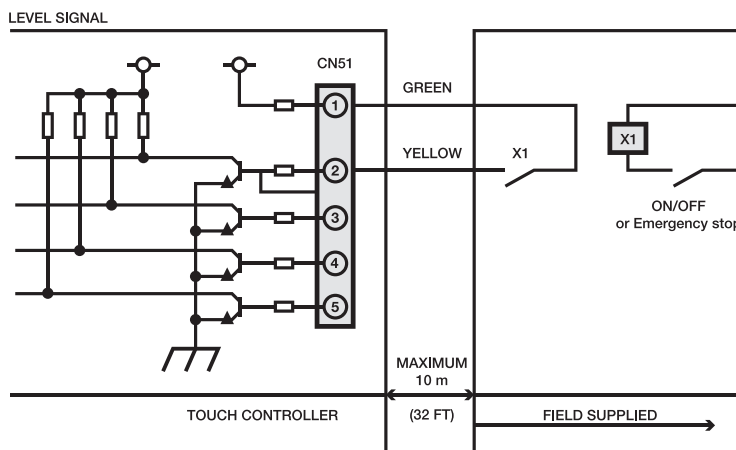 LEVEL SIGNAL
CN51
1
GREEN
X1
2
YELLOW
X1
ON/OFF
or Emergency stop
3
4
5
MAXIMUM
10 m
TOUCH CONTROLLER
(32 FT)
FIELD SUPPLIED